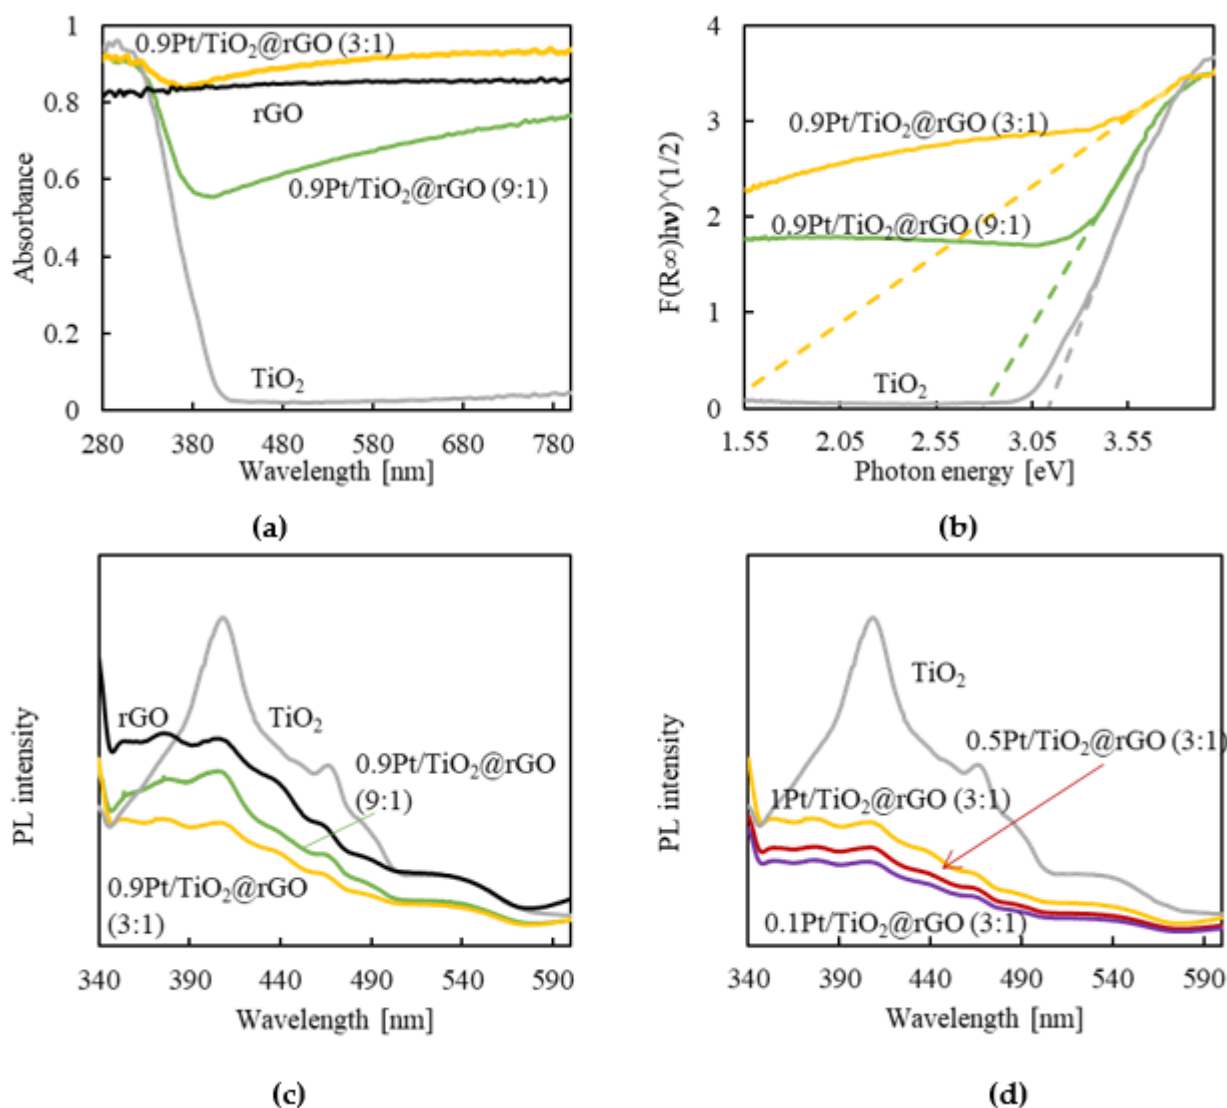 1
0.8
0.6
0.4
0.2
0
Absorbance
0.9Pt/TiO₂@rGO (3:1)
rGO
0.9Pt/TiO₂@rGO (9:1)
TiO₂
280 380 480 580 680 780
Wavelength [nm]
(a)
4
3
2
1
0
F(R∞)hν)^(1/2)
0.9Pt/TiO₂@rGO (3:1)
0.9Pt/TiO₂@rGO (9:1)
TiO₂
1.55 2.05 2.55 3.05 3.55
Photon energy [eV]
(b)
PL intensity
rGO
TiO₂
0.9Pt/TiO₂@rGO
(9:1)
0.9Pt/TiO₂@rGO
(3:1)
340 390 440 490 540 590
Wavelength [nm]
(c)
PL intensity
TiO₂
0.5Pt/TiO₂@rGO (3:1)
1Pt/TiO₂@rGO (3:1)
0.1Pt/TiO₂@rGO (3:1)
340 390 440 490 540 590
Wavelength [nm]
(d)